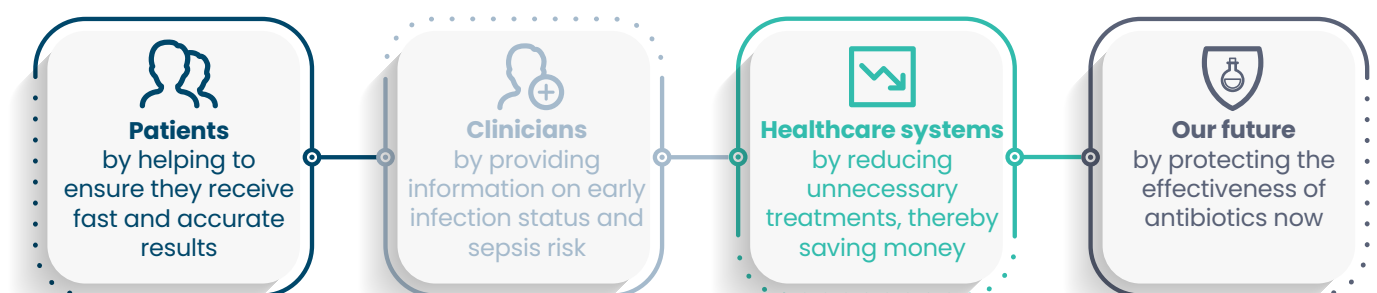 Patients
by helping to
ensure they receive
fast and accurate
results
Clinicians
by providing
information on early
infection status and
sepsis risk
Healthcare systems
by reducing
unnecessary
treatments, thereby
saving money
Our future
by protecting the
effectiveness of
antibiotics now